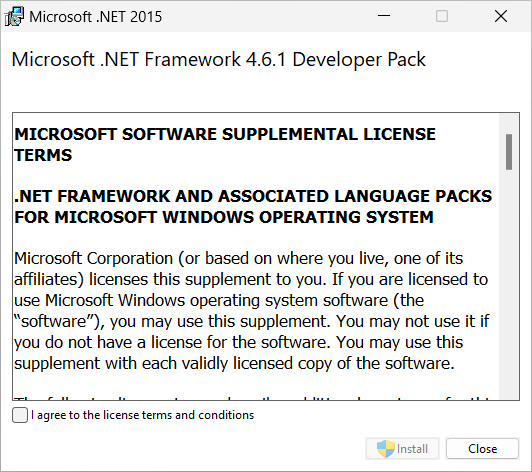 Microsoft .NET 2015
Microsoft .NET Framework 4.6.1 Developer Pack
MICROSOFT SOFTWARE SUPPLEMENTAL LICENSE
TERMS
.NET FRAMEWORK AND ASSOCIATED LANGUAGE PACKS
FOR MICROSOFT WINDOWS OPERATING SYSTEM
Microsoft Corporation (or based on where you live, one of its
affiliates) licenses this supplement to you. If you are licensed to
use Microsoft Windows operating system software (the
“software”), you may use this supplement. You may not use it if
you do not have a license for the software. You may use this
supplement with each validly licensed copy of the software.
I agree to the license terms and conditions
Install
Close